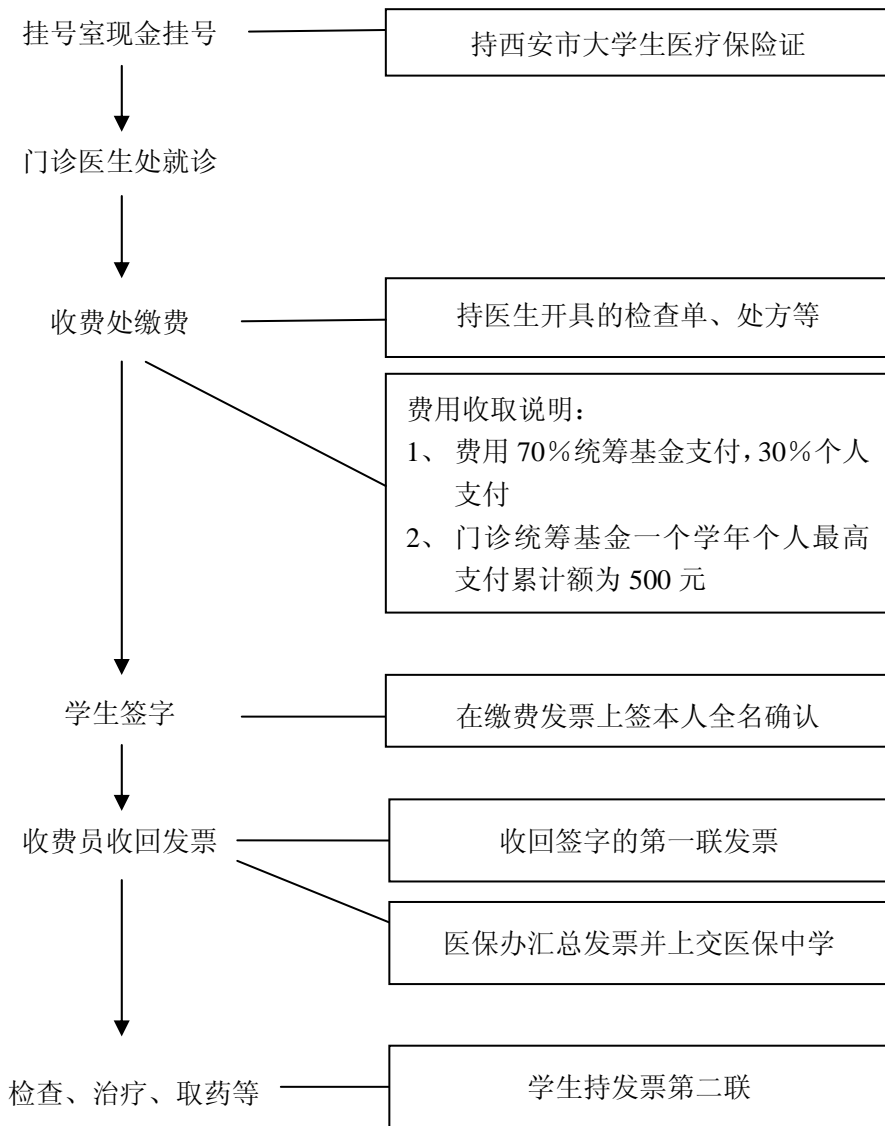 挂号室现金挂号
持西安市大学生医疗保险证
门诊医生处就诊
收费处缴费
持医生开具的检查单、处方等
费用收取说明：
1、 费用 70％统筹基金支付，30％个人
支付
2、 门诊统筹基金一个学年个人最高
支付累计额为 500 元
学生签字
在缴费发票上签本人全名确认
收费员收回发票
收回签字的第一联发票
医保办汇总发票并上交医保中学
检查、治疗、取药等
学生持发票第二联